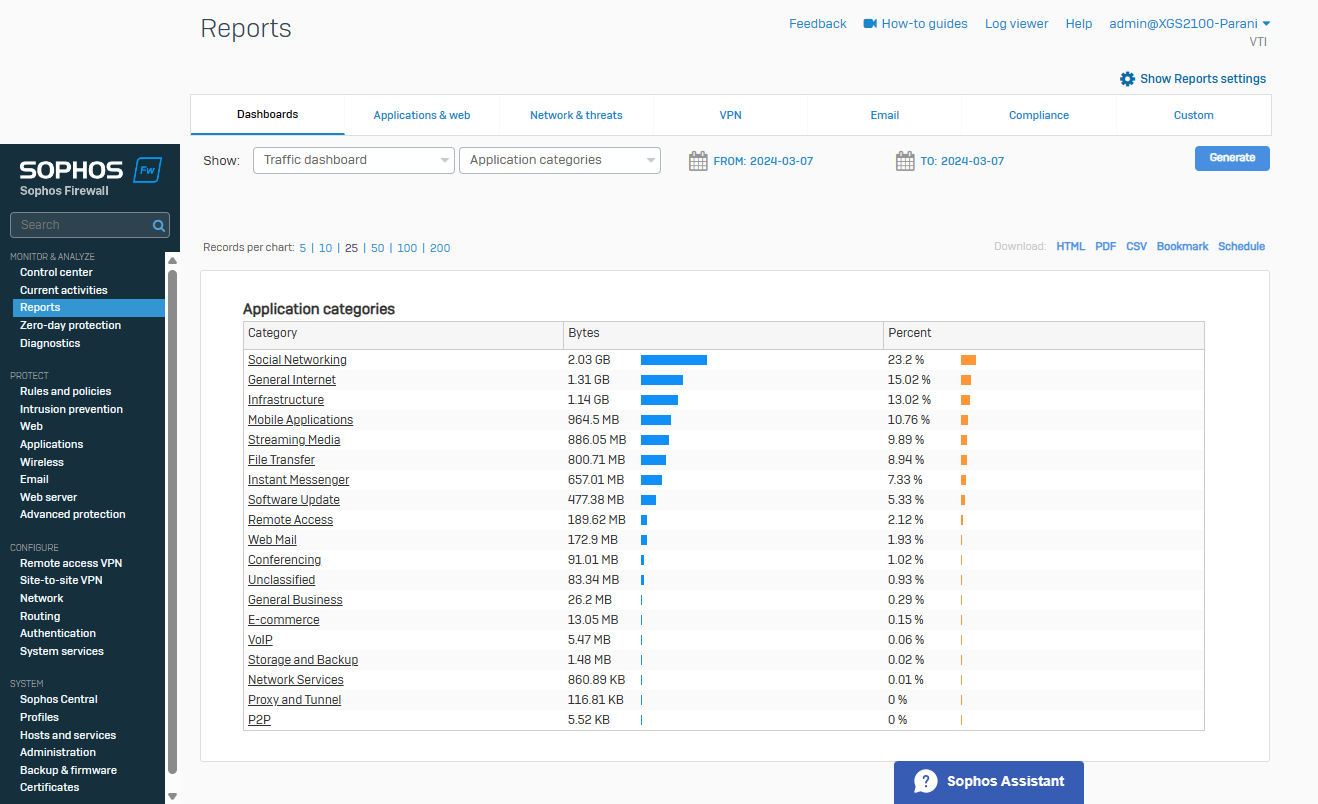 Reports
Feedback How-to guides Log viewer Help admin@XGS2100-Parani
VTI
Show Reports settings
Dashboards Applications & web Network & threats VPN Email Compliance Custom
Show: Traffic dashboard Application categories FROM: 2024-03-07 TO: 2024-03-07 Generate
SOPHOS Fw
Sophos Firewall
Search
MONITOR & ANALYZE
Control center
Current activities
Reports
Zero-day protection
Diagnostics
PROTECT
Rules and policies
Intrusion prevention
Web
Applications
Wireless
Email
Web server
Advanced protection
CONFIGURE
Remote access VPN
Site-to-site VPN
Network
Routing
Authentication
System services
SYSTEM
Sophos Central
Profiles
Hosts and services
Administration
Backup & firmware
Certificates
Records per chart: 5 | 10 | 25 | 50 | 100 | 200
Download: HTML PDF CSV Bookmark Schedule
Application categories
Category Bytes Percent
Social Networking 2.03 GB 23.2 %
General Internet 1.31 GB 15.02 %
Infrastructure 1.14 GB 13.02 %
Mobile Applications 964.5 MB 10.76 %
Streaming Media 886.05 MB 9.89 %
File Transfer 800.71 MB 8.94 %
Instant Messenger 657.01 MB 7.33 %
Software Update 477.38 MB 5.33 %
Remote Access 189.62 MB 2.12 %
Web Mail 172.9 MB 1.93 %
Conferencing 91.01 MB 1.02 %
Unclassified 83.34 MB 0.93 %
General Business 26.2 MB 0.29 %
E-commerce 13.05 MB 0.15 %
VoIP 5.47 MB 0.06 %
Storage and Backup 1.48 MB 0.02 %
Network Services 860.89 KB 0.01 %
Proxy and Tunnel 116.81 KB 0 %
P2P 5.52 KB 0 %
? Sophos Assistant